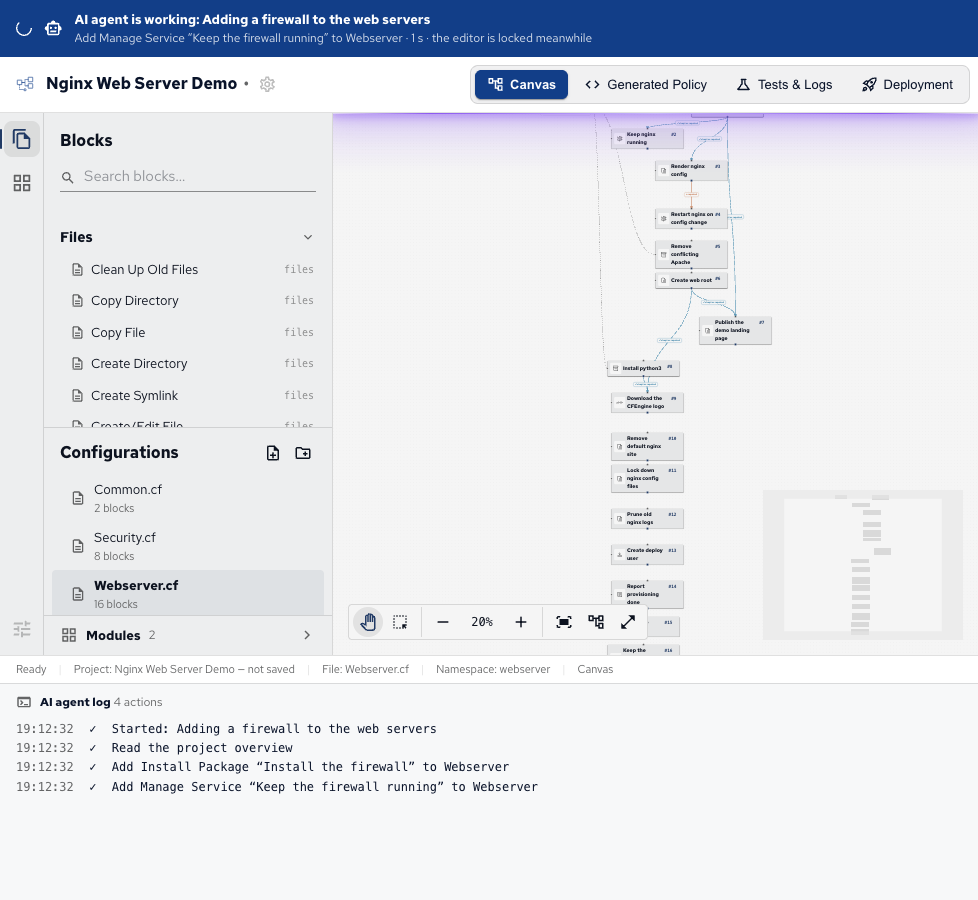 AI agent is working: Adding a firewall to the web servers
Add Manage Service “Keep the firewall running” to Webserver · 1 s · the editor is locked meanwhile
Nginx Web Server Demo •
Canvas
Generated Policy
Tests & Logs
Deployment
Blocks
Search blocks...
Files
Clean Up Old Files files
Copy Directory files
Copy File files
Create Directory files
Create Symlink files
Create/Edit File files
Configurations
Common.cf
2 blocks
Security.cf
8 blocks
Webserver.cf
16 blocks
Modules 2
Keep nginx #2
running
Render nginx #3
config
Restart nginx on #4
config change
Remove #5
conflicting
Apache
Create web root #6
Publish the #7
demo landing
page
Install python3 #8
Download the #9
CFEngine logo
Remove #10
default nginx
site
Lock down #11
nginx config
files
Prune old #12
nginx logs
Create deploy #13
user
Report #14
provisioning
done
#15
Keep the #16
20%
Ready
Project: Nginx Web Server Demo — not saved
File: Webserver.cf
Namespace: webserver
Canvas
AI agent log 4 actions
19:12:32 ✓ Started: Adding a firewall to the web servers
19:12:32 ✓ Read the project overview
19:12:32 ✓ Add Install Package “Install the firewall” to Webserver
19:12:32 ✓ Add Manage Service “Keep the firewall running” to Webserver